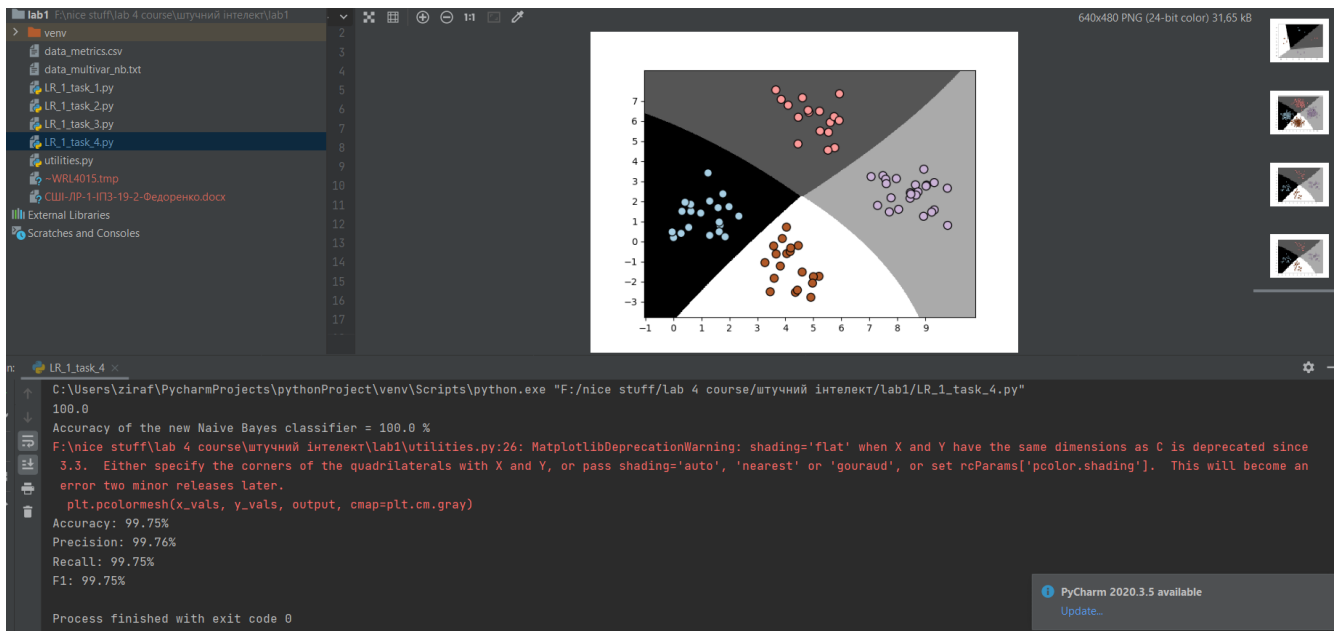 lab1 F:\nice stuff\lab 4 course\штучний інтелект\lab1
venv
data_metrics.csv
data_multivar_nb.txt
LR_1_task_1.py
LR_1_task_2.py
LR_1_task_3.py
LR_1_task_4.py
utilities.py
~WRL4015.tmp
СШІ-ЛР-1-ІПЗ-19-2-Федоренко.docx
External Libraries
Scratches and Consoles
2
3
4
5
6
7
8
9
10
11
12
13
14
15
16
17
1:1
640x480 PNG (24-bit color) 31,65 kB
7
6
5
4
3
2
1
0
−1
−2
−3
−1 0 1 2 3 4 5 6 7 8 9
n: LR_1_task_4 ×
C:\Users\ziraf\PycharmProjects\pythonProject\venv\Scripts\python.exe "F:/nice stuff/lab 4 course/штучний інтелект/lab1/LR_1_task_4.py"
100.0
Accuracy of the new Naive Bayes classifier = 100.0 %
F:\nice stuff\lab 4 course\штучний інтелект\lab1\utilities.py:26: MatplotlibDeprecationWarning: shading='flat' when X and Y have the same dimensions as C is deprecated since
3.3.  Either specify the corners of the quadrilaterals with X and Y, or pass shading='auto', 'nearest' or 'gouraud', or set rcParams['pcolor.shading'].  This will become an
error two minor releases later.
plt.pcolormesh(x_vals, y_vals, output, cmap=plt.cm.gray)
Accuracy: 99.75%
Precision: 99.76%
Recall: 99.75%
F1: 99.75%
Process finished with exit code 0
PyCharm 2020.3.5 available
Update...